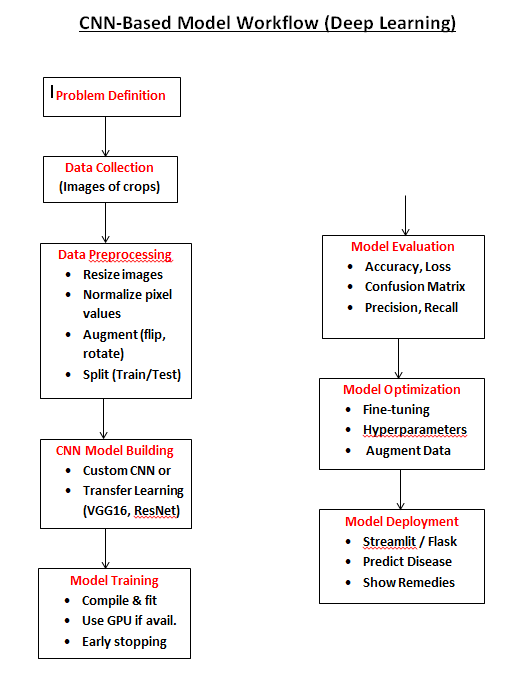 CNN-Based Model Workflow (Deep Learning)
Problem Definition
Data Collection
(Images of crops)
Data Preprocessing
• Resize images
• Normalize pixel
values
• Augment (flip,
rotate)
• Split (Train/Test)
CNN Model Building
• Custom CNN or
• Transfer Learning
(VGG16, ResNet)
Model Training
• Compile & fit
• Use GPU if avail.
• Early stopping
Model Evaluation
• Accuracy, Loss
• Confusion Matrix
• Precision, Recall
Model Optimization
• Fine-tuning
• Hyperparameters
• Augment Data
Model Deployment
• Streamlit / Flask
• Predict Disease
• Show Remedies